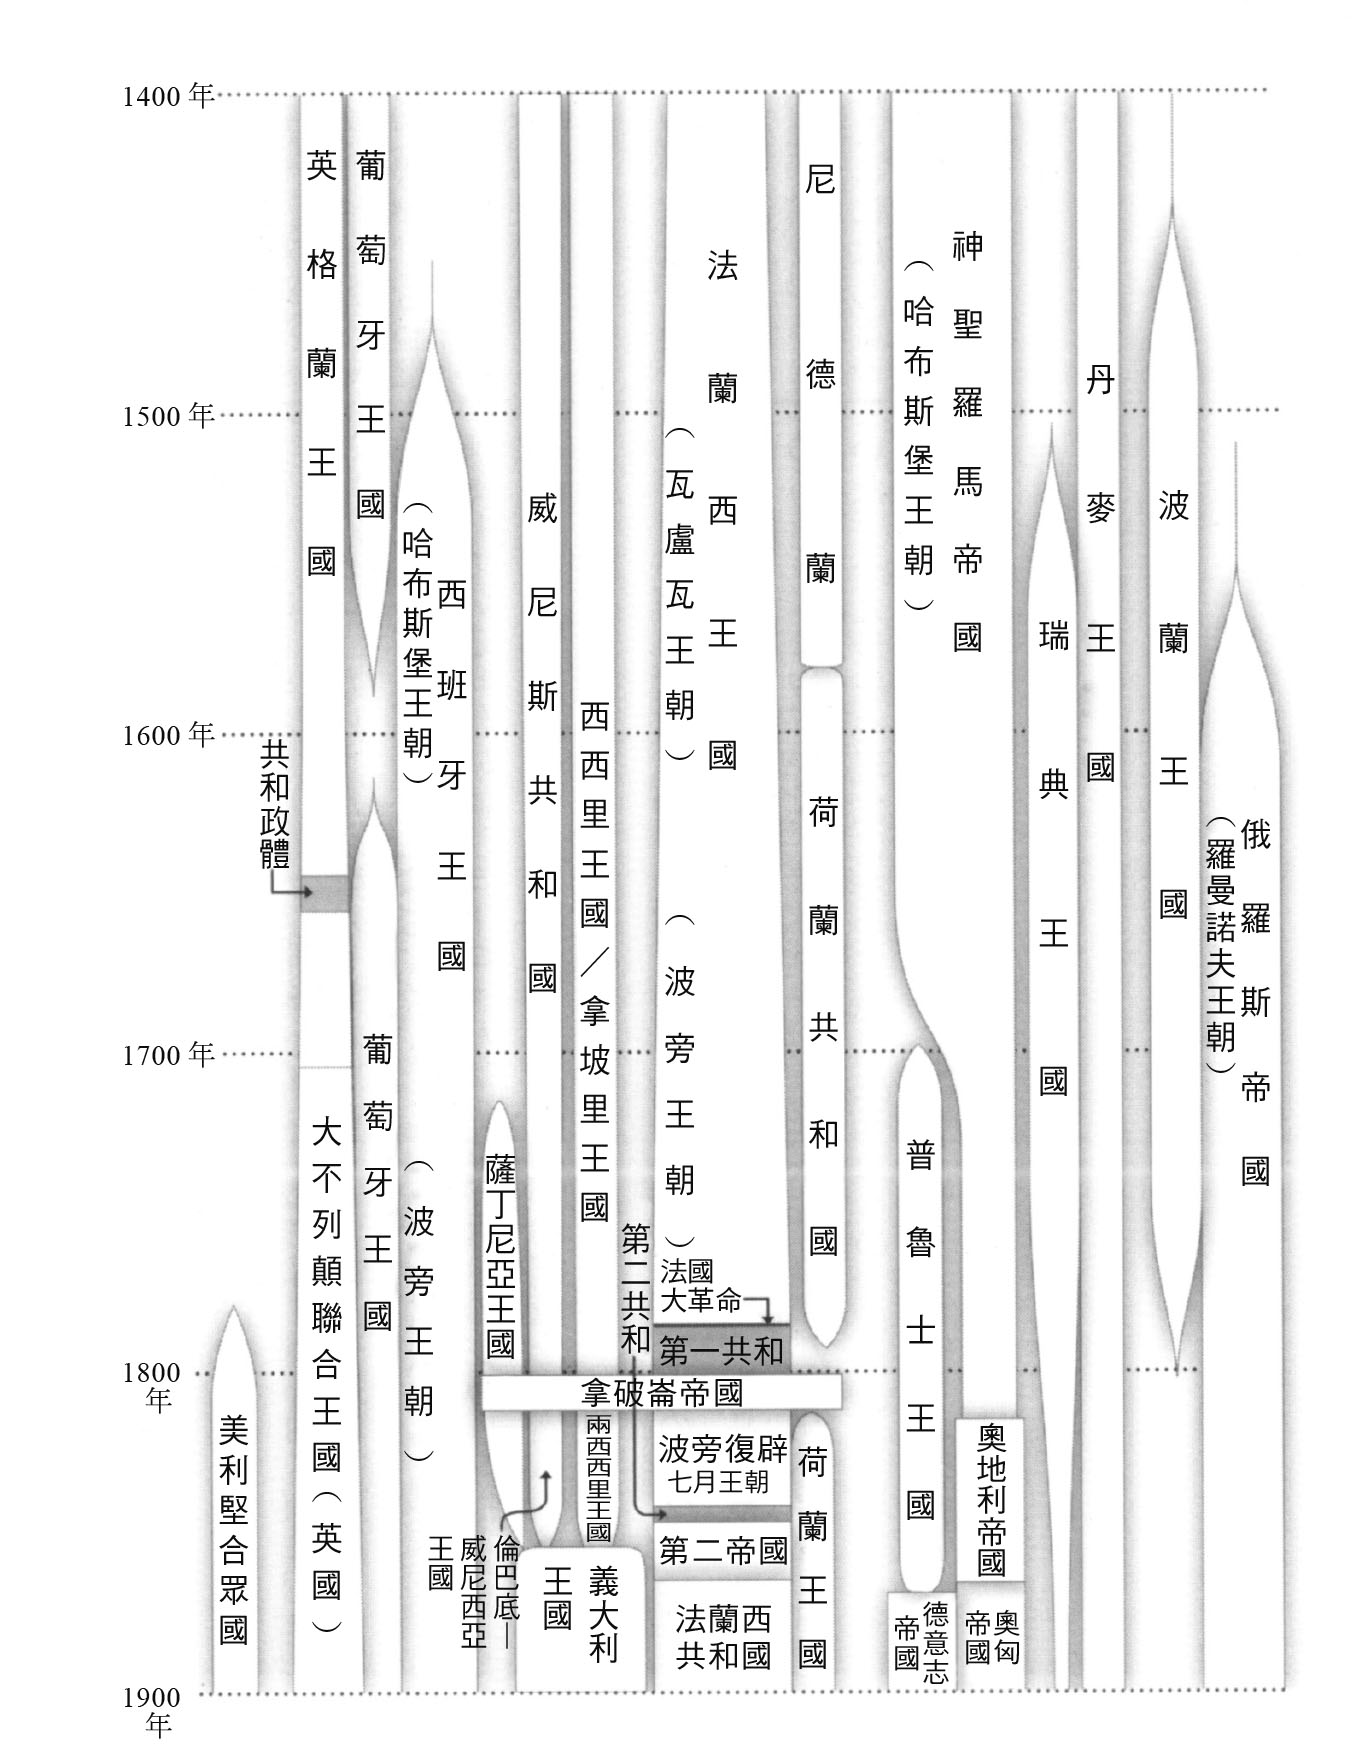 1400年
1500年
1600年
1700年
1800
年
1900
年
美利堅合眾國
共和政體
英格蘭王國
大不列顛聯合王國（英國）
葡萄牙王國
葡萄牙王國
西班牙王國
（哈布斯堡王朝）
（波旁王朝）
薩丁尼亞王國
威尼斯共和國
西西里王國／拿坡里王國
第二共和
法蘭西王國
（瓦盧瓦王朝）
（波旁王朝）
法國
大革命
第一共和
拿破崙帝國
兩西西里王國
倫巴底—
威尼西亞
王國
義大利
王國
波旁復辟
七月王朝
第二帝國
法蘭西
共和國
尼德蘭
荷蘭共和國
荷蘭王國
神聖羅馬帝國
（哈布斯堡王朝）
普魯士王國
德意志
帝國
奧地利帝國
奧匈
帝國
瑞典王國
丹麥王國
波蘭王國
俄羅斯帝國
（羅曼諾夫王朝）